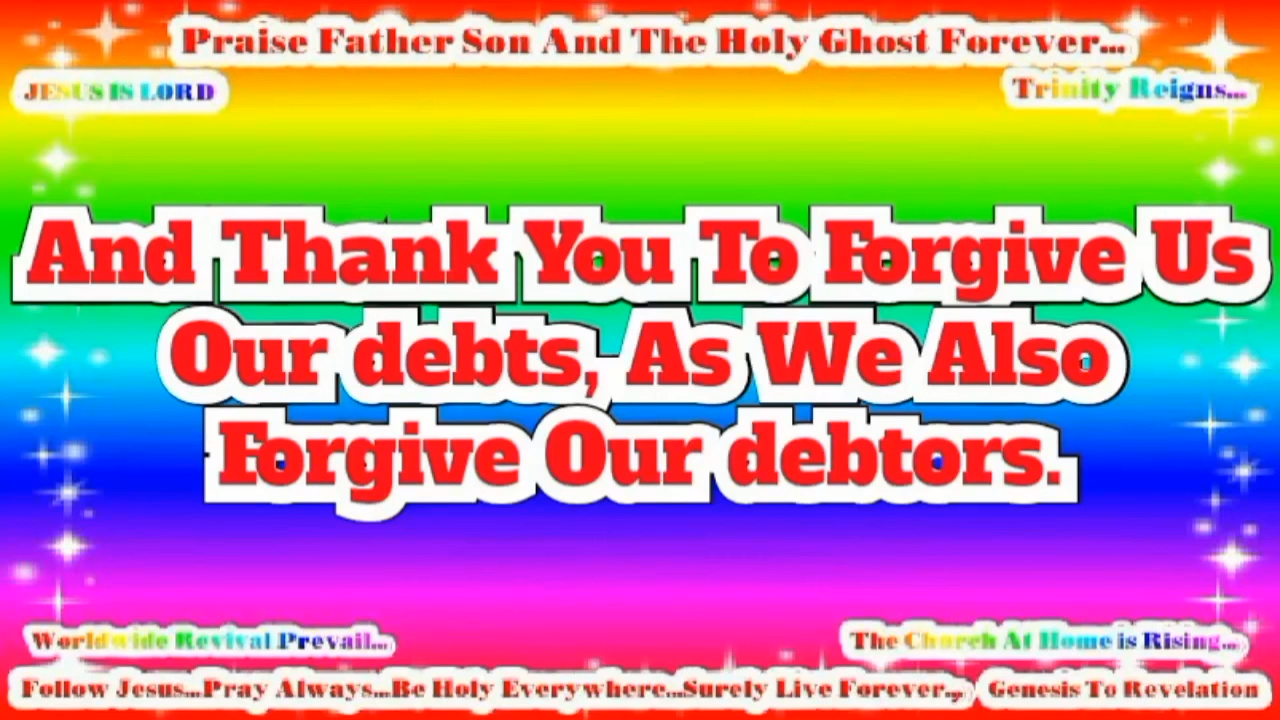 Praise Father Son And The Holy Ghost Forever...
JESUS IS LORD
Trinity Reigns...
And Thank You To Forgive Us
Our debts, As We Also
Forgive Our debtors.
Worldwide Revival Prevail...
The Church At Home is Rising...
Follow Jesus...Pray Always...Be Holy Everywhere...Surely Live Forever...
Genesis To Revelation